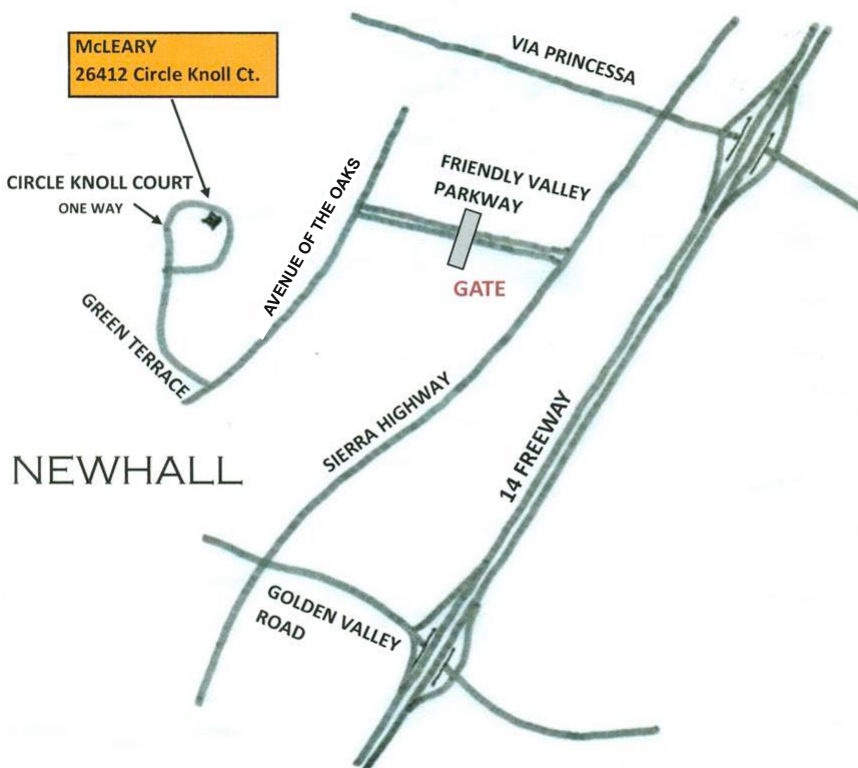 McLEARY
26412 Circle Knoll Ct.
VIA PRINCESSA
CIRCLE KNOLL COURT
ONE WAY
AVENUE OF THE OAKS
FRIENDLY VALLEY
PARKWAY
GATE
GREEN TERRACE
SIERRA HIGHWAY
14 FREEWAY
NEWHALL
GOLDEN VALLEY
ROAD